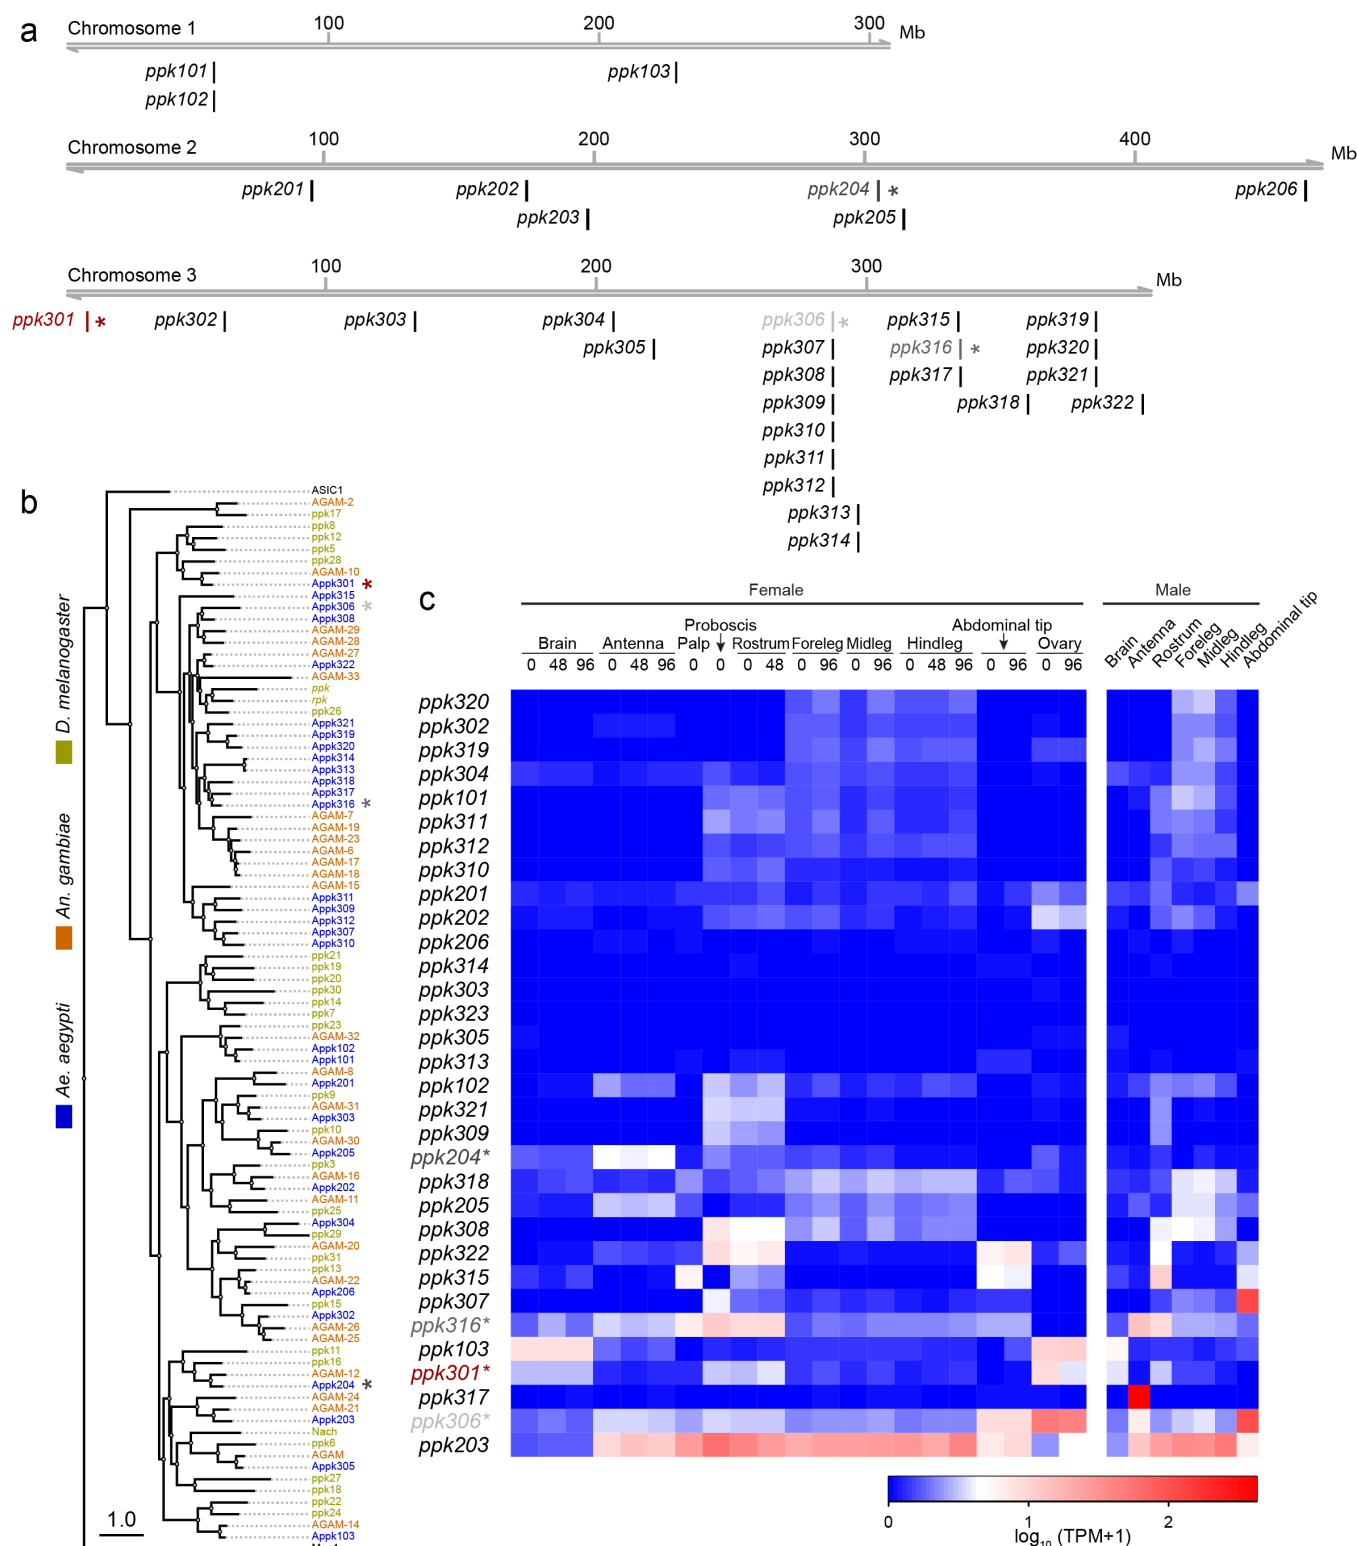 a
Chromosome 1
100
200
300
Mb
ppk101
ppk103
ppk102
Chromosome 2
100
200
300
400
Mb
ppk201
ppk202
ppk204 *
ppk206
ppk203
ppk205
Chromosome 3
100
200
300
Mb
ppk301 *
ppk302
ppk303
ppk304
ppk306 *
ppk315
ppk319
ppk305
ppk307
ppk316 *
ppk320
ppk308
ppk317
ppk321
ppk309
ppk318
ppk322
ppk310
ppk311
ppk312
ppk313
ppk314
b
D. melanogaster
An. gambiae
Ae. aegypti
ASIC1
AGAM-2
ppk17
ppk8
ppk12
ppk5
ppk28
AGAM-10
Appk301 *
Appk315
Appk306 *
Appk308
AGAM-29
AGAM-28
AGAM-27
Appk322
AGAM-33
ppk
rpk
ppk26
Appk321
Appk319
Appk320
Appk314
Appk313
Appk318
Appk317
Appk316 *
AGAM-7
AGAM-19
AGAM-23
AGAM-6
AGAM-17
AGAM-18
AGAM-15
Appk311
Appk309
Appk312
Appk307
Appk310
ppk21
ppk19
ppk20
ppk30
ppk14
ppk7
ppk23
AGAM-32
Appk102
Appk101
AGAM-8
Appk201
ppk9
AGAM-31
Appk303
ppk10
AGAM-30
Appk205
ppk3
AGAM-16
Appk202
AGAM-11
ppk25
Appk304
ppk29
AGAM-20
ppk31
ppk13
AGAM-22
Appk206
ppk15
Appk302
AGAM-26
AGAM-25
ppk11
ppk16
AGAM-12
Appk204 *
AGAM-24
AGAM-21
Appk203
Nach
ppk6
AGAM
Appk305
ppk27
ppk18
ppk22
ppk24
AGAM-14
Appk103
1.0
c
Female
Male
Brain
Antenna
Palp
Proboscis
Rostrum
Foreleg
Midleg
Hindleg
Abdominal tip
Ovary
0 48 96 0 48 96 0 0 0 48 0 96 0 96 0 48 96 0 96 0 96
Brain
Antenna
Rostrum
Foreleg
Midleg
Hindleg
Abdominal tip
ppk320
ppk302
ppk319
ppk304
ppk101
ppk311
ppk312
ppk310
ppk201
ppk202
ppk206
ppk314
ppk303
ppk323
ppk305
ppk313
ppk102
ppk321
ppk309
ppk204*
ppk318
ppk205
ppk308
ppk322
ppk315
ppk307
ppk316*
ppk103
ppk301*
ppk317
ppk306*
ppk203
0
1
2
log10 (TPM+1)